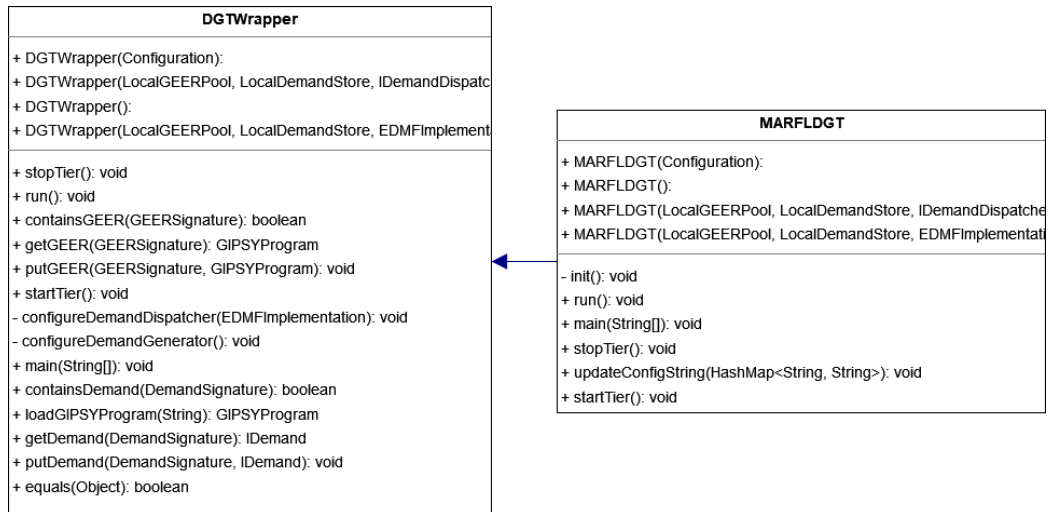 DGTWrapper
+ DGTWrapper(Configuration):
+ DGTWrapper(LocalGEERPool, LocalDemandStore, IDemandDispatc
+ DGTWrapper():
+ DGTWrapper(LocalGEERPool, LocalDemandStore, EDMFImplement
+ stopTier(): void
+ run(): void
+ containsGEER(GEERSignature): boolean
+ getGEER(GEERSignature): GIPSYProgram
+ putGEER(GEERSignature, GIPSYProgram): void
+ startTier(): void
- configureDemandDispatcher(EDMFImplementation): void
- configureDemandGenerator(): void
+ main(String[]): void
+ containsDemand(DemandSignature): boolean
+ loadGIPSYProgram(String): GIPSYProgram
+ getDemand(DemandSignature): IDemand
+ putDemand(DemandSignature, IDemand): void
+ equals(Object): boolean
MARFLDGT
+ MARFLDGT(Configuration):
+ MARFLDGT():
+ MARFLDGT(LocalGEERPool, LocalDemandStore, IDemandDispatche
+ MARFLDGT(LocalGEERPool, LocalDemandStore, EDMFImplementati
- init(): void
+ run(): void
+ main(String[]): void
+ stopTier(): void
+ updateConfigString(HashMap<String, String>): void
+ startTier(): void